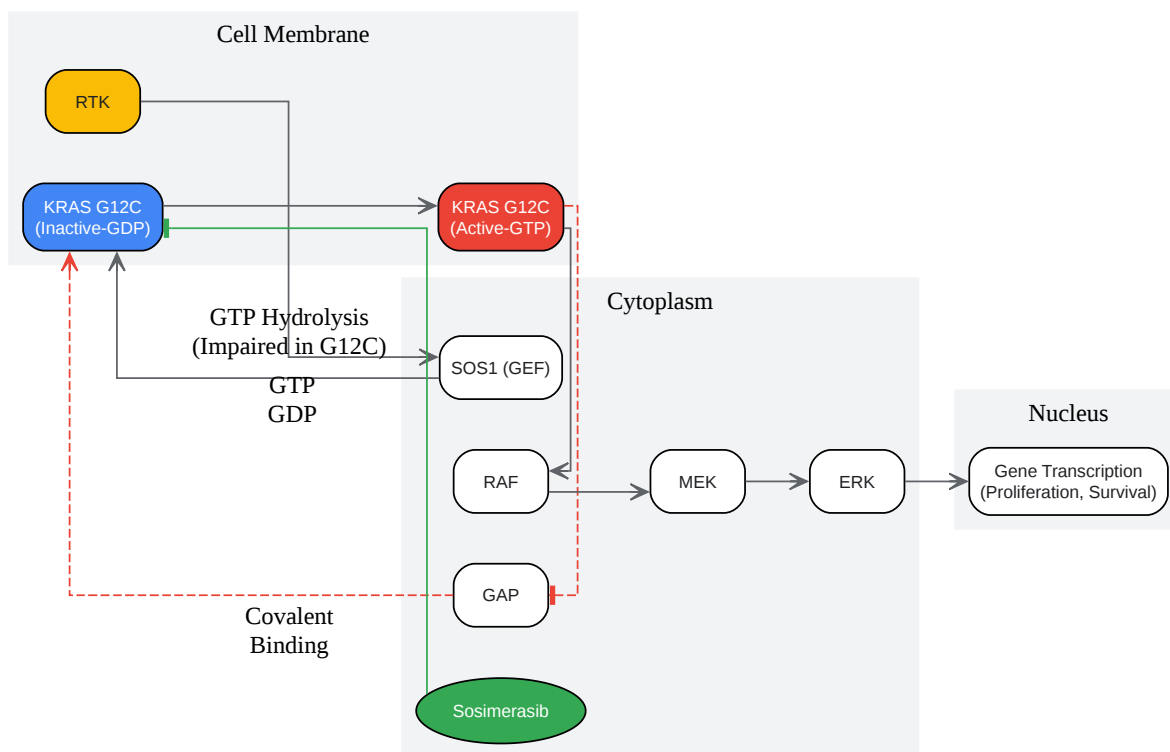 Cell Membrane
RTK
KRAS G12C
(Inactive-GDP)
KRAS G12C
(Active-GTP)
Cytoplasm
GTP Hydrolysis
(Impaired in G12C)
SOS1 (GEF)
GTP
GDP
Nucleus
RAF
MEK
ERK
Gene Transcription
(Proliferation, Survival)
GAP
Covalent
Binding
Sosimerasib